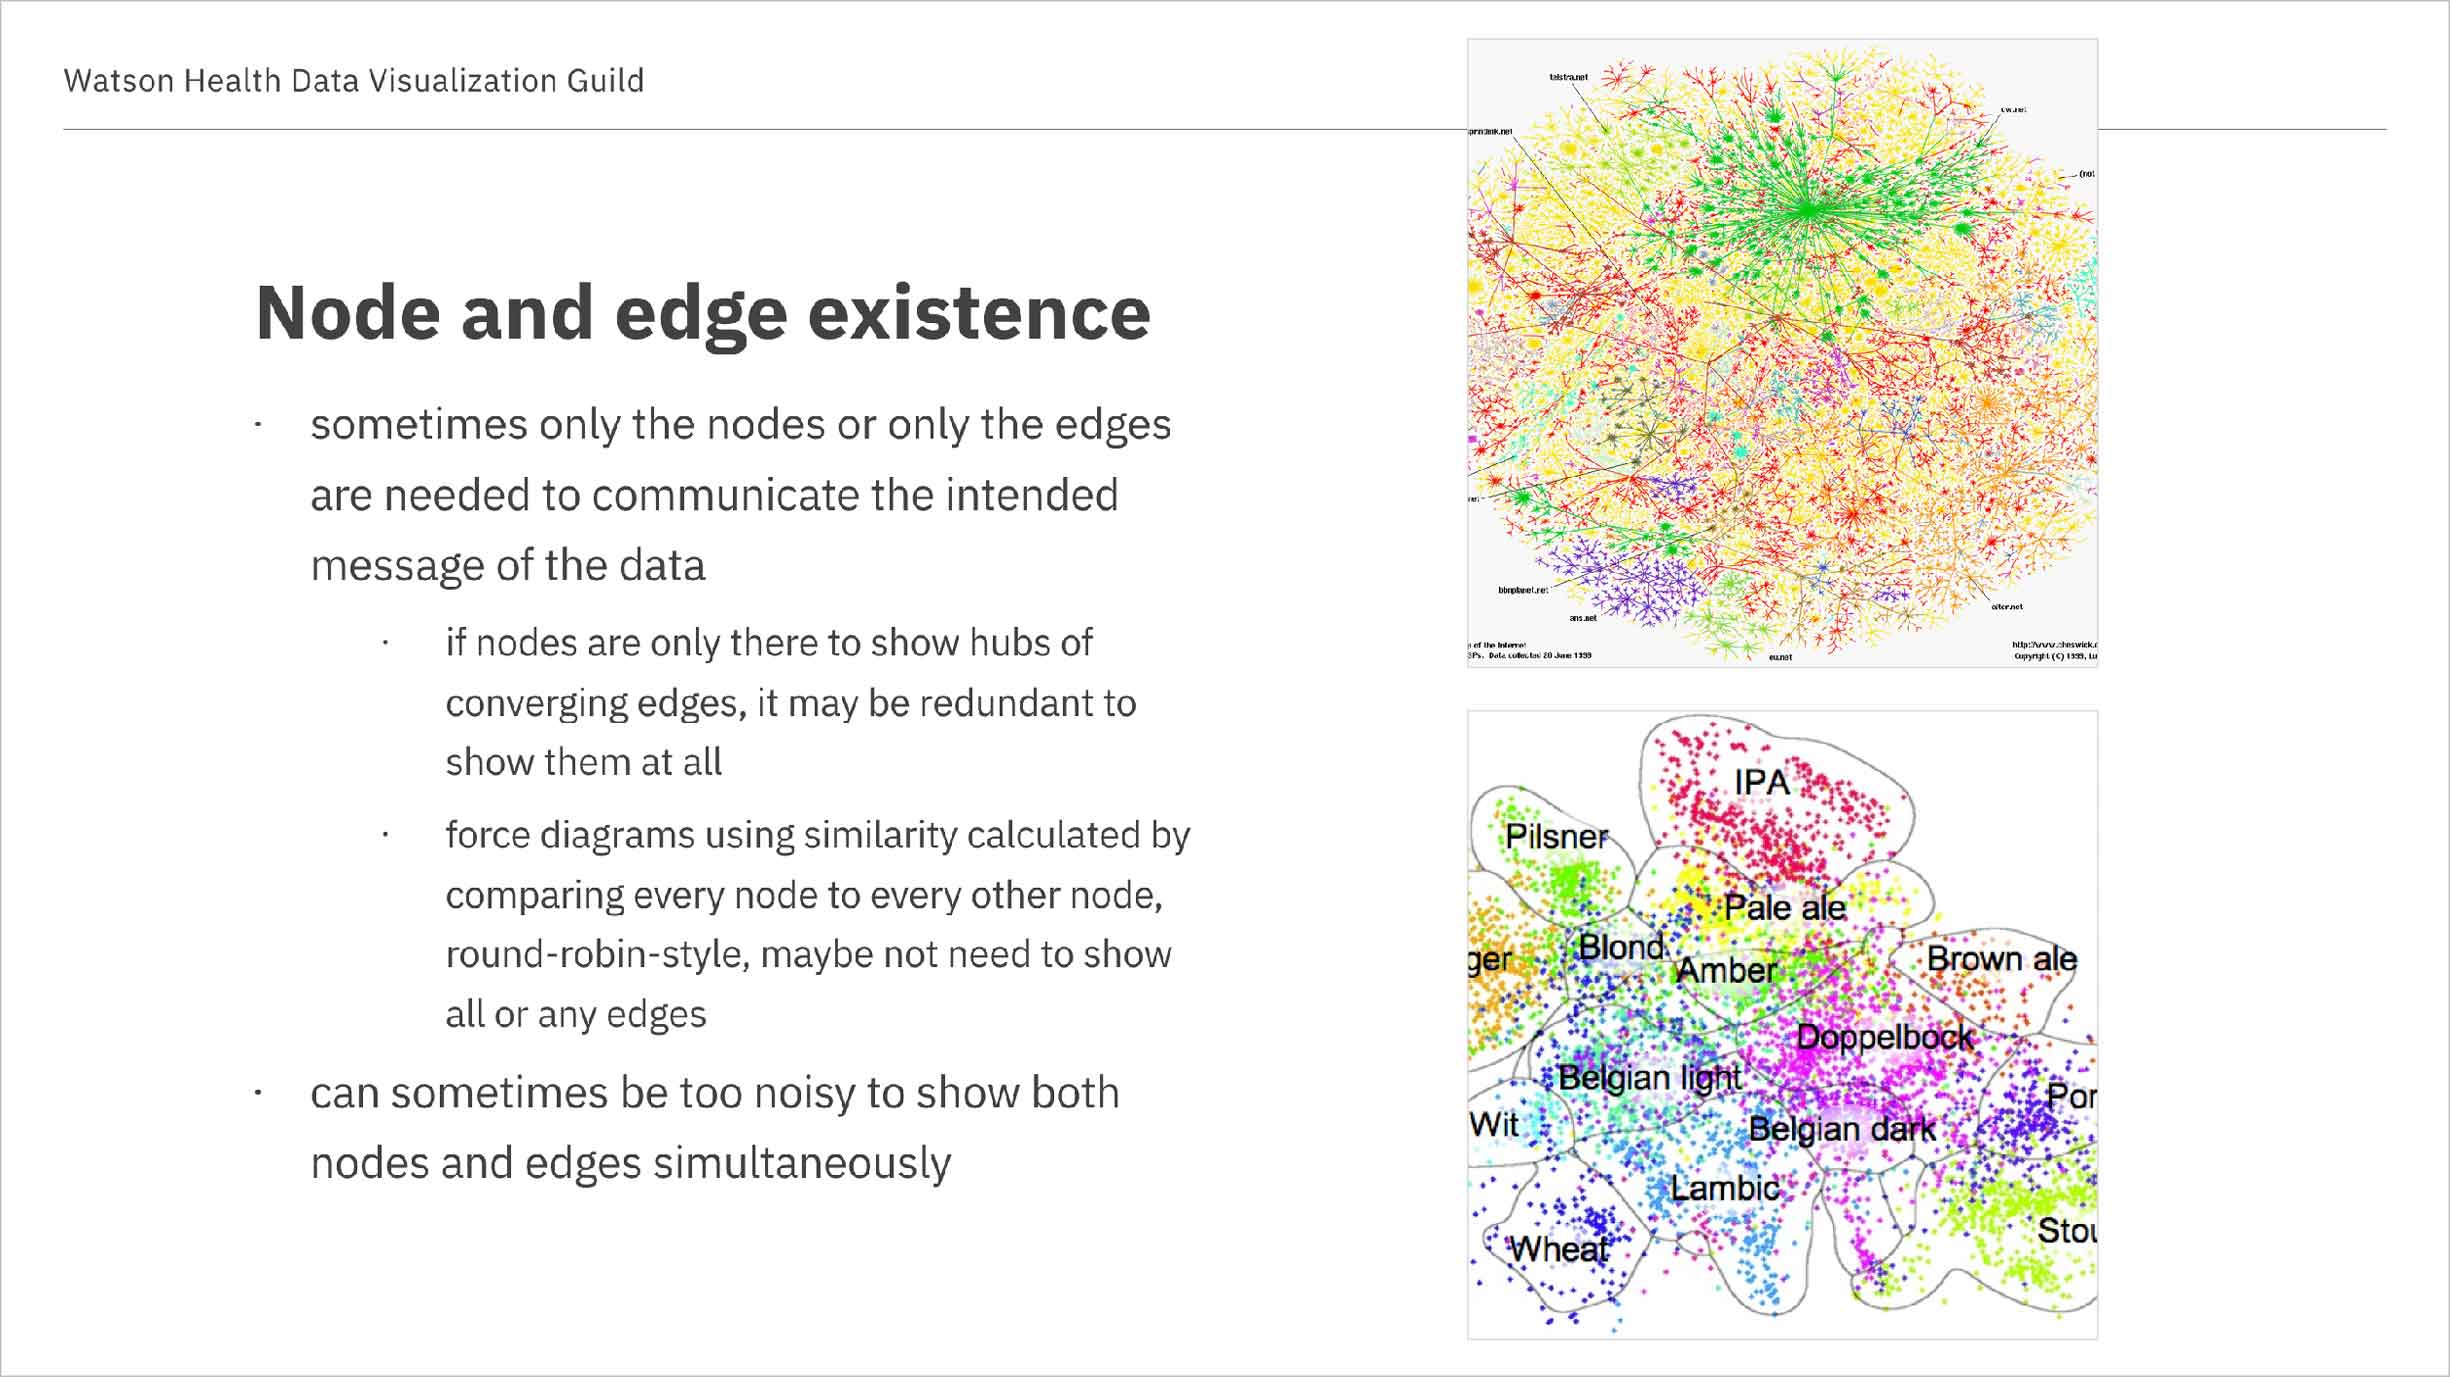 Watson Health Data Visualization Guild
Node and edge existence
· sometimes only the nodes or only the edges
are needed to communicate the intended
message of the data
· if nodes are only there to show hubs of
converging edges, it may be redundant to
show them at all
· force diagrams using similarity calculated by
comparing every node to every other node,
round-robin-style, maybe not need to show
all or any edges
· can sometimes be too noisy to show both
nodes and edges simultaneously
telstra.net
cw.net
sprintlink.net
(not
net
bbnplanet.net
ans.net
alter.net
of the Internet
http://www.cheswick.c
SPs. Data collected 28 June 1999
Copyright (C) 1999, Lu
eu.net
IPA
Pilsner
Pale ale
Blond
ger
Amber
Brown ale
Doppelbock
Belgian light
Por
Wit
Belgian dark
Lambic
Stou
Wheat